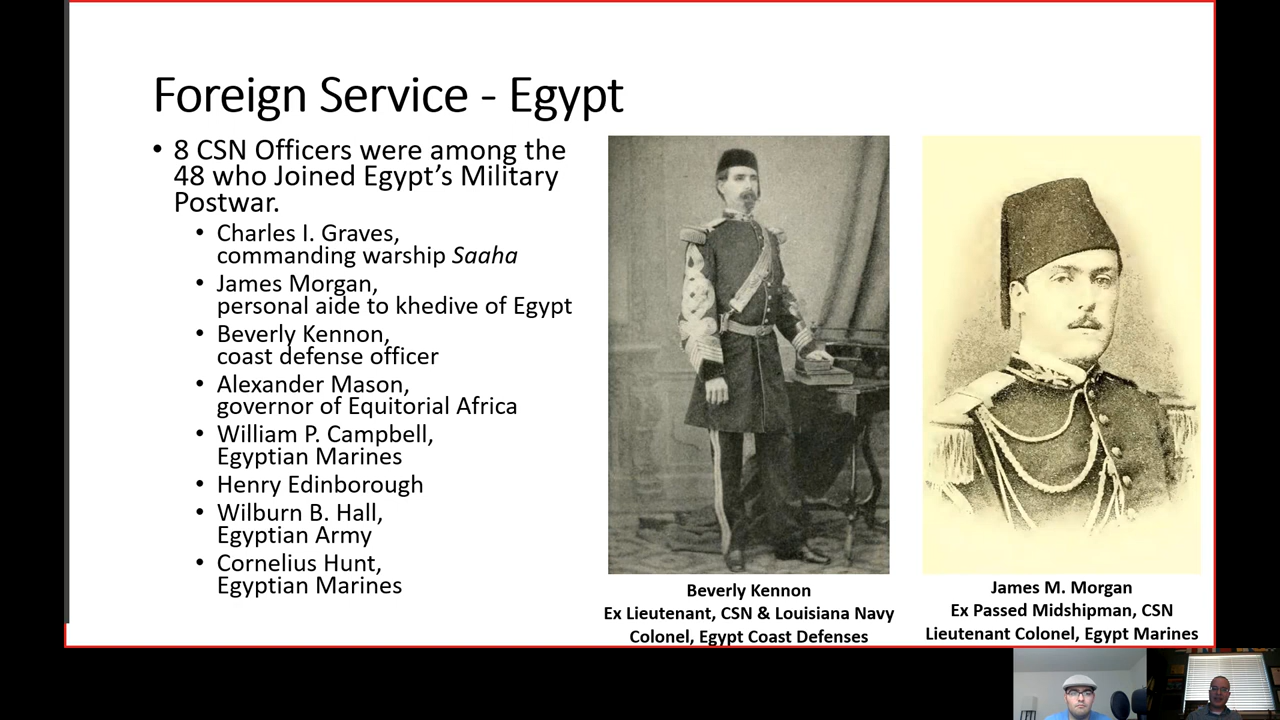 Foreign Service - Egypt
• 8 CSN Officers were among the
48 who Joined Egypt's Military
Postwar.
• Charles I. Graves,
commanding warship Saaha
• James Morgan,
personal aide to khedive of Egypt
• Beverly Kennon,
coast defense officer
• Alexander Mason,
governor of Equitorial Africa
• William P. Campbell,
Egyptian Marines
• Henry Edinborough
• Wilburn B. Hall,
Egyptian Army
• Cornelius Hunt,
Egyptian Marines
Beverly Kennon
Ex Lieutenant, CSN & Louisiana Navy
Colonel, Egypt Coast Defenses
James M. Morgan
Ex Passed Midshipman, CSN
Lieutenant Colonel, Egypt Marines